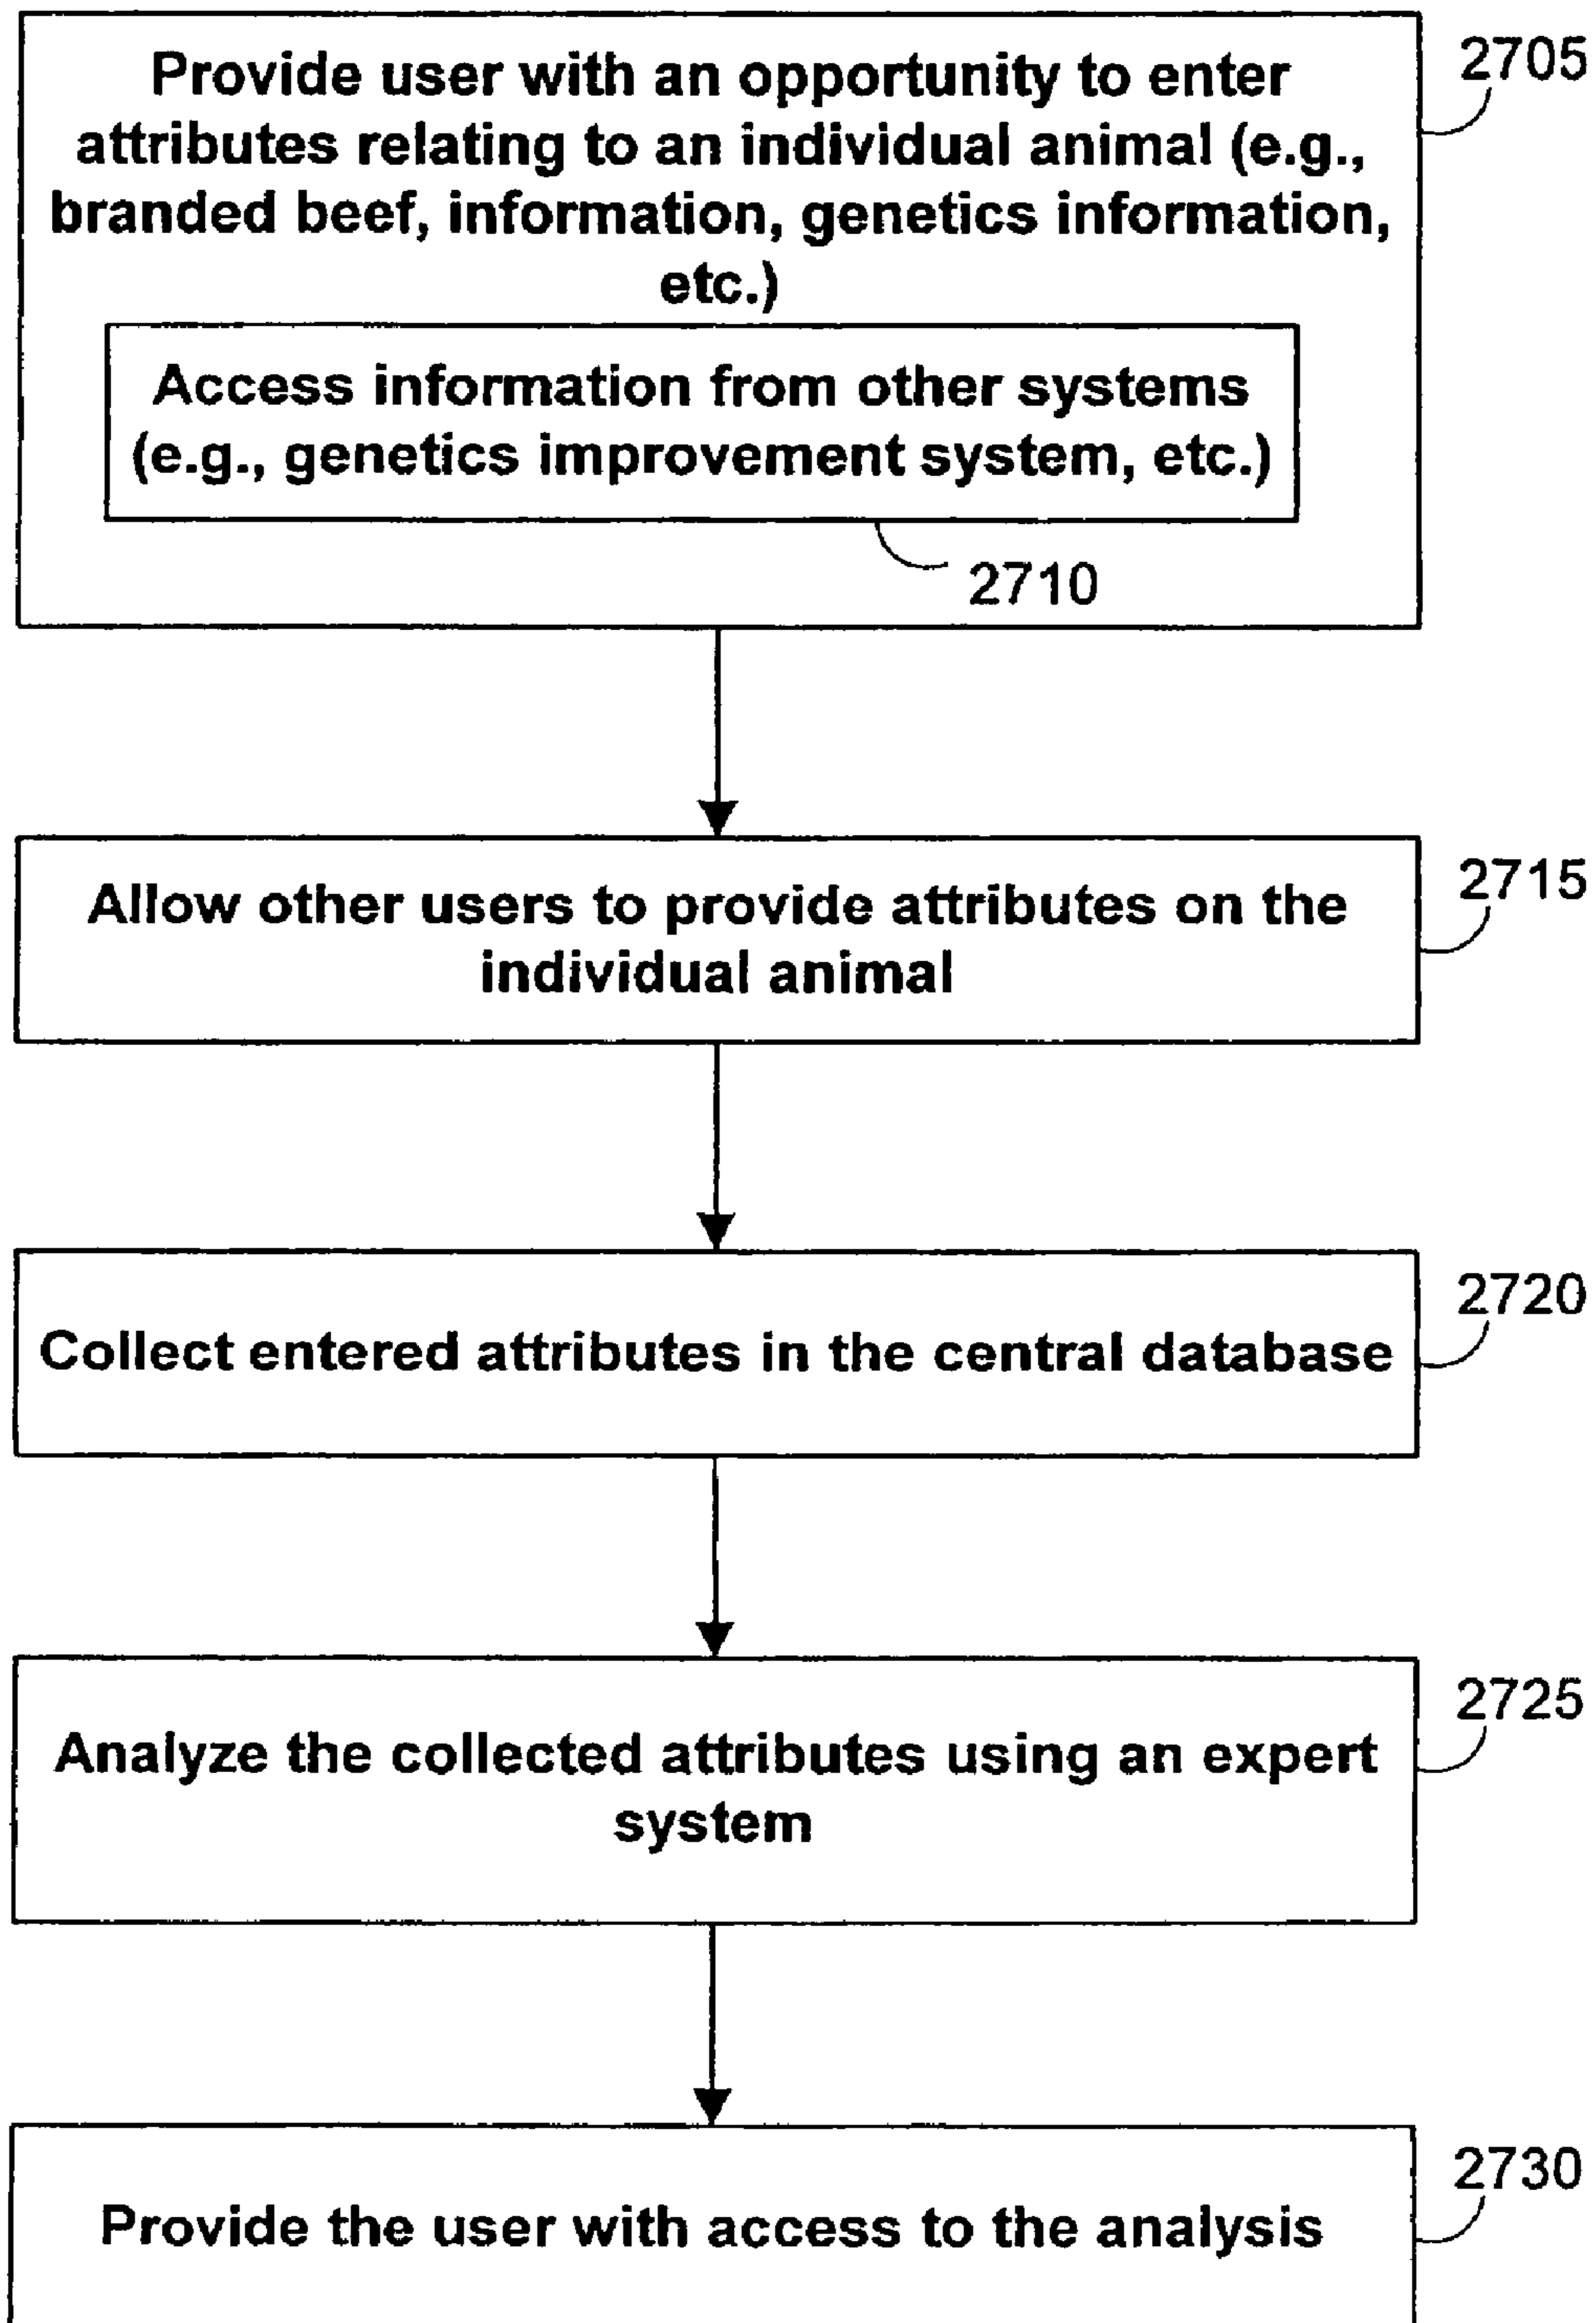 Provide user with an opportunity to enter
2705
attributes relating to an individual animal (e.g.,
branded beef, information, genetics information,
etc.)
Access information from other systems
(e.g., genetics improvement system, etc.)
2710
Allow other users to provide attributes on the
2715
individual animal
2720
Collect entered attributes in the central database
2725
Analyze the collected attributes using an expert
system
2730
Provide the user with access to the analysis